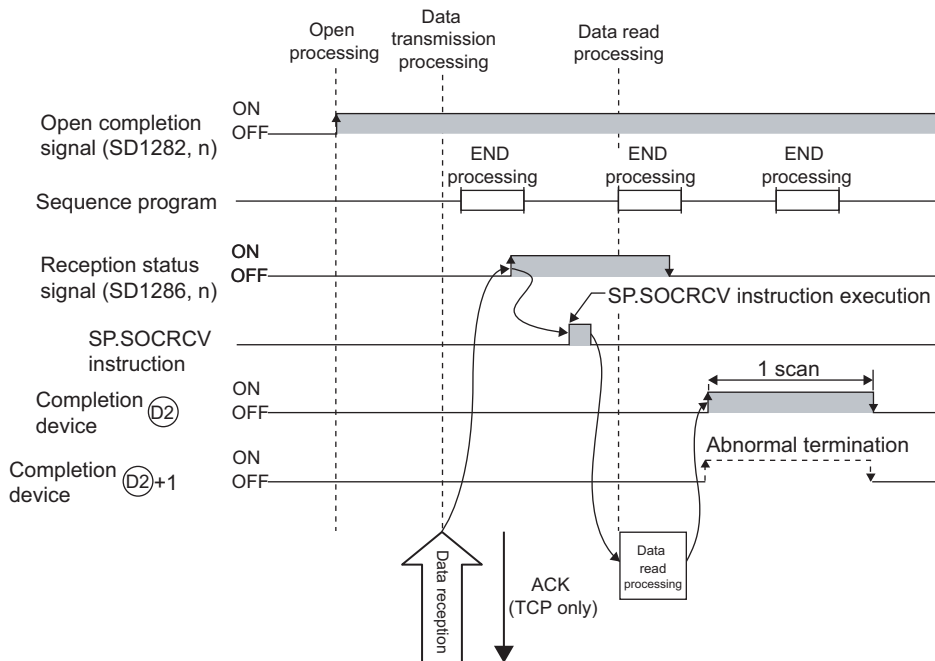 Open
processing
Data
transmission
processing
Data read
processing
Open completion
signal (SD1282, n)
ON
OFF
Sequence program
END
processing
END
processing
END
processing
Reception status
signal (SD1286, n)
ON
OFF
SP.SOCRCV instruction execution
SP.SOCRCV
instruction
1 scan
Completion
device D2
ON
OFF
Abnormal termination
Completion
device D2+1
ON
OFF
Data reception
ACK
(TCP only)
Data
read
processing